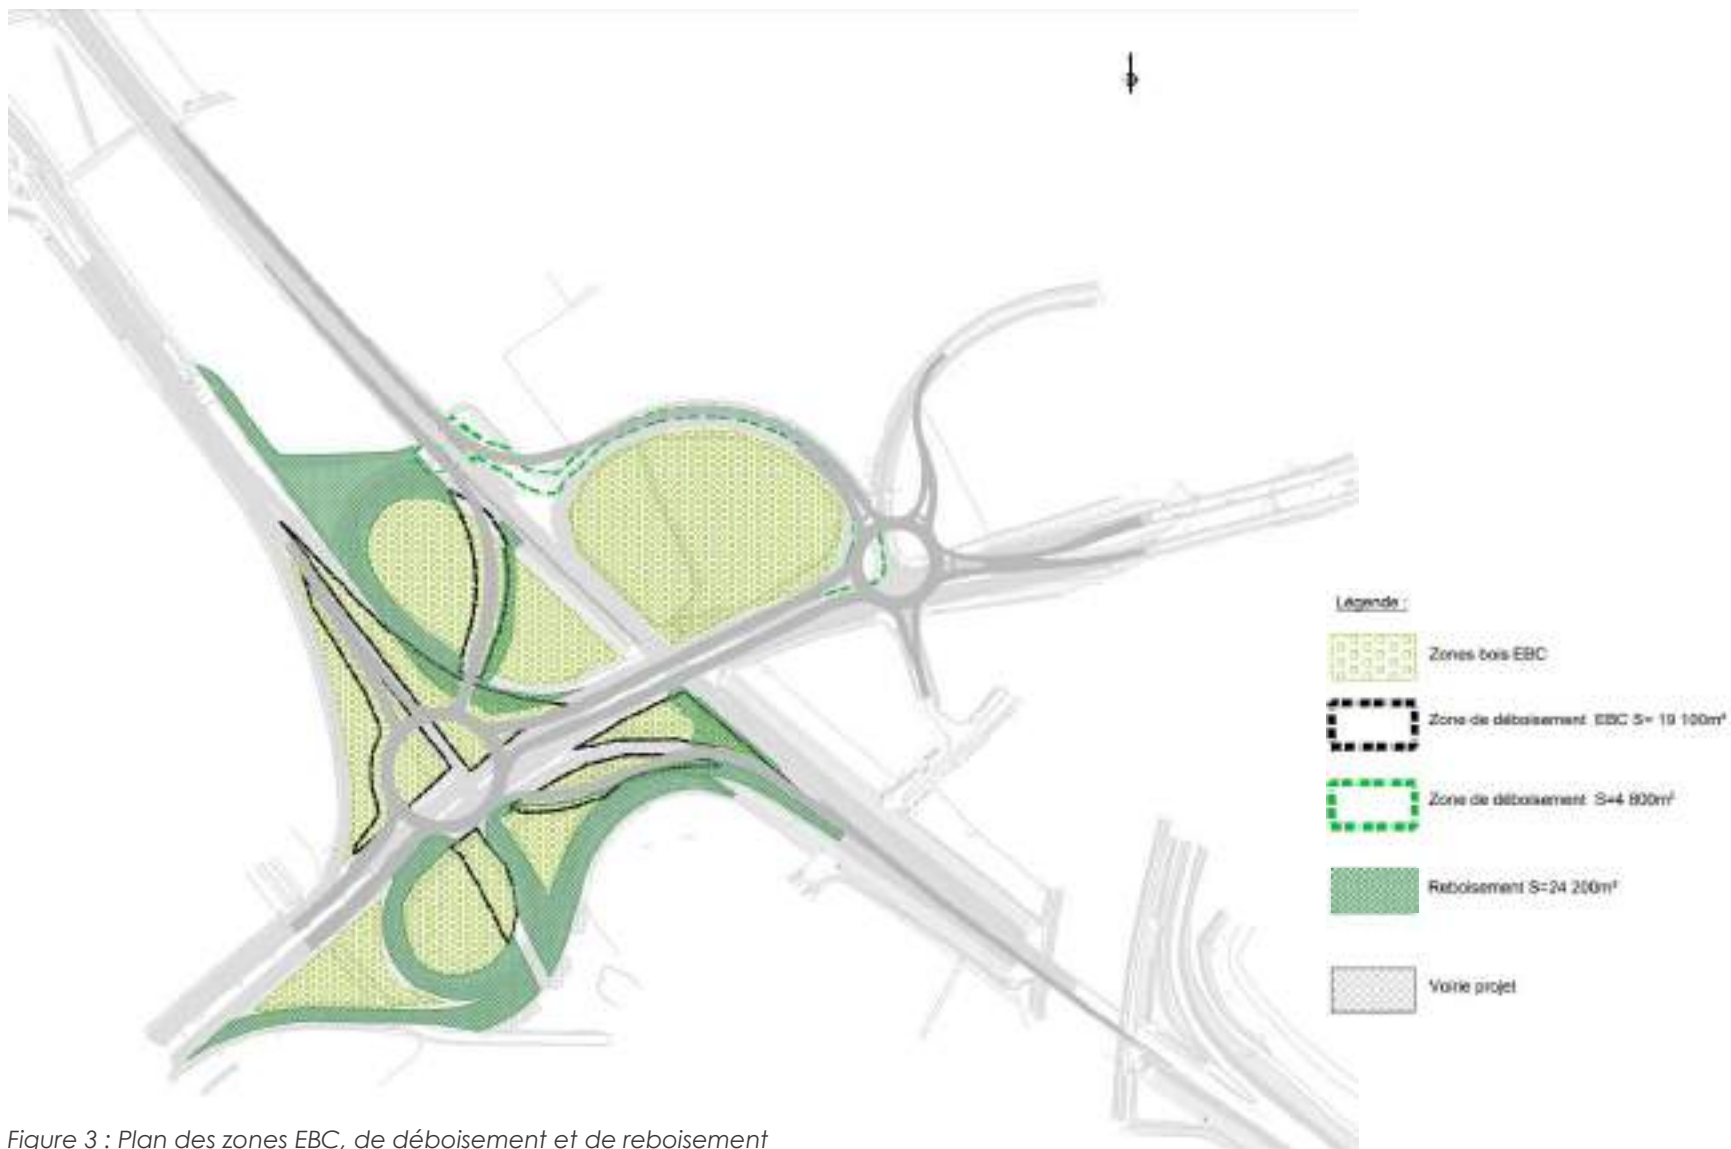 Légende :
Zones bois EBC
Zone de déboisement EBC S= 19 100m²
Zone de déboisement S=4 800m²
Reboisement S=24 200m²
Voirie projet
Figure 3 : Plan des zones EBC, de déboisement et de reboisement